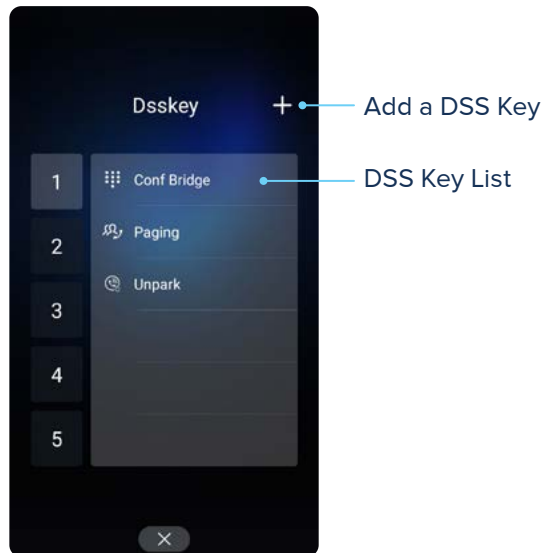 Dsskey
Add a DSS Key
DSS Key List
1
Conf Bridge
2
Paging
Unpark
3
4
5